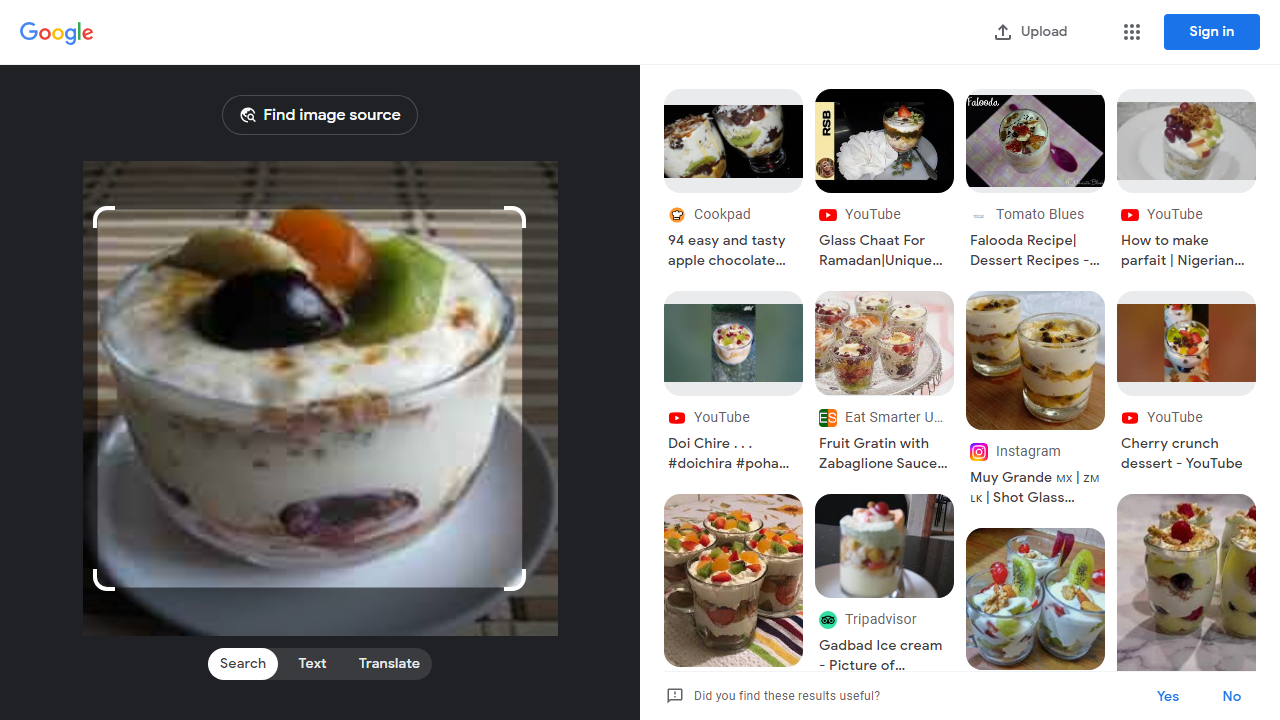 Google
Upload
Sign in
Find image source
Search
Text
Translate
RSB
Falooda
Cookpad
94 easy and tasty
apple chocolate...
YouTube
Glass Chaat For
Ramadan|Unique...
Tomato Blues
Falooda Recipe|
Dessert Recipes -...
YouTube
How to make
parfait | Nigerian...
YouTube
Doi Chire . . .
#doichira #poha...
ES
Eat Smarter U...
Fruit Gratin with
Zabaglione Sauce...
Instagram
Muy Grande MX | ZM
LK | Shot Glass...
YouTube
Cherry crunch
dessert - YouTube
Tripadvisor
Gadbad Ice cream
- Picture of...
Did you find these results useful?
Yes
No